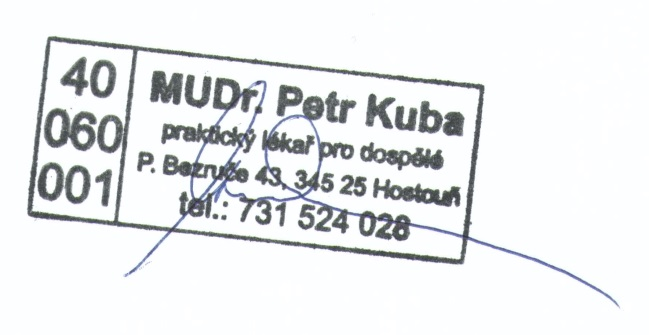 40
060
001
MUDr. Petr Kuba
praktický lékař pro dospělé
P. Bezruče 43, 345 25 Hostouň
tel.: 731 524 028